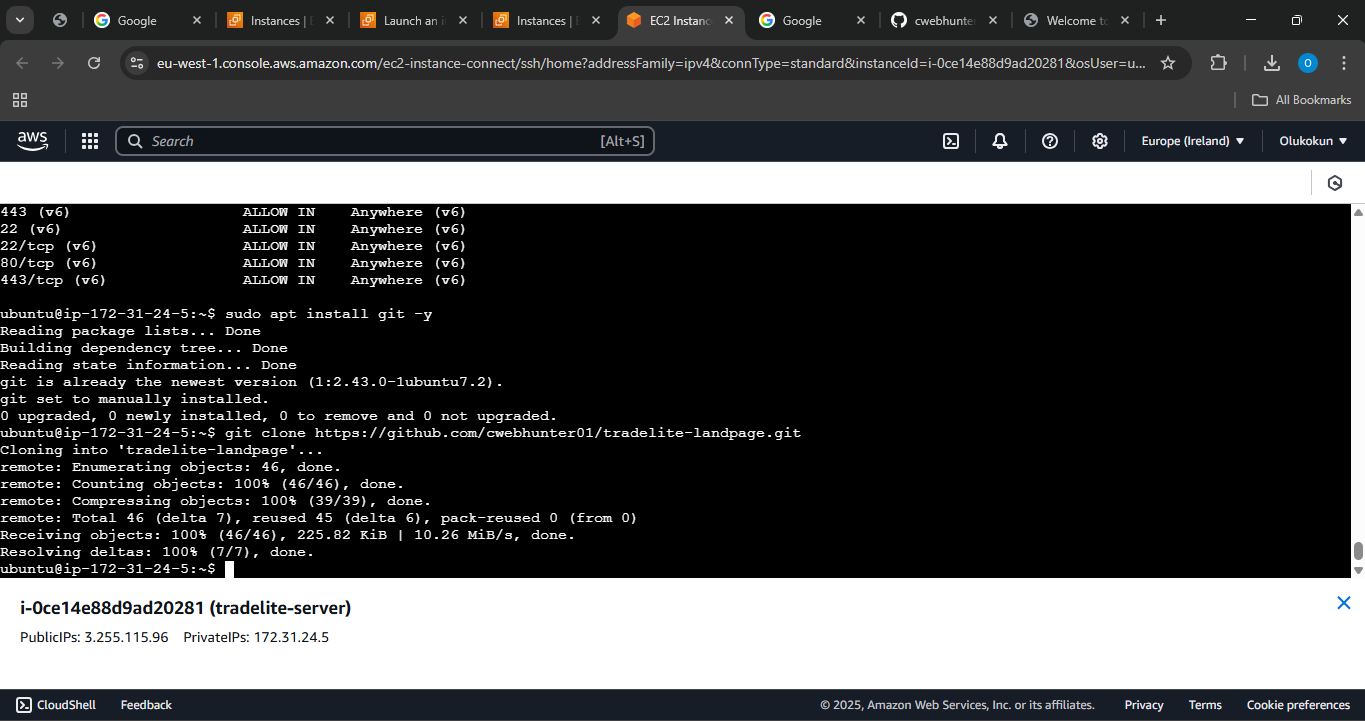 Google
Instances | E
Launch an i
Instances | E
EC2 Instanc
Google
cwebhunte
Welcome to
eu-west-1.console.aws.amazon.com/ec2-instance-connect/ssh/home?addressFamily=ipv4&connType=standard&instanceId=i-0ce14e88d9ad20281&osUser=u...
O
All Bookmarks
aws
Search
[Alt+S]
Europe (Ireland)
Olukokun
443 (v6) ALLOW IN Anywhere (v6)
22 (v6) ALLOW IN Anywhere (v6)
22/tcp (v6) ALLOW IN Anywhere (v6)
80/tcp (v6) ALLOW IN Anywhere (v6)
443/tcp (v6) ALLOW IN Anywhere (v6)
ubuntu@ip-172-31-24-5:~$ sudo apt install git -y
Reading package lists... Done
Building dependency tree... Done
Reading state information... Done
git is already the newest version (1:2.43.0-1ubuntu7.2).
git set to manually installed.
0 upgraded, 0 newly installed, 0 to remove and 0 not upgraded.
ubuntu@ip-172-31-24-5:~$ git clone https://github.com/cwebhunter01/tradelite-landpage.git
Cloning into 'tradelite-landpage'...
remote: Enumerating objects: 46, done.
remote: Counting objects: 100% (46/46), done.
remote: Compressing objects: 100% (39/39), done.
remote: Total 46 (delta 7), reused 45 (delta 6), pack-reused 0 (from 0)
Receiving objects: 100% (46/46), 225.82 KiB | 10.26 MiB/s, done.
Resolving deltas: 100% (7/7), done.
ubuntu@ip-172-31-24-5:~$
i-0ce14e88d9ad20281 (tradelite-server)
PublicIPs: 3.255.115.96 PrivateIPs: 172.31.24.5
CloudShell
Feedback
© 2025, Amazon Web Services, Inc. or its affiliates.
Privacy
Terms
Cookie preferences